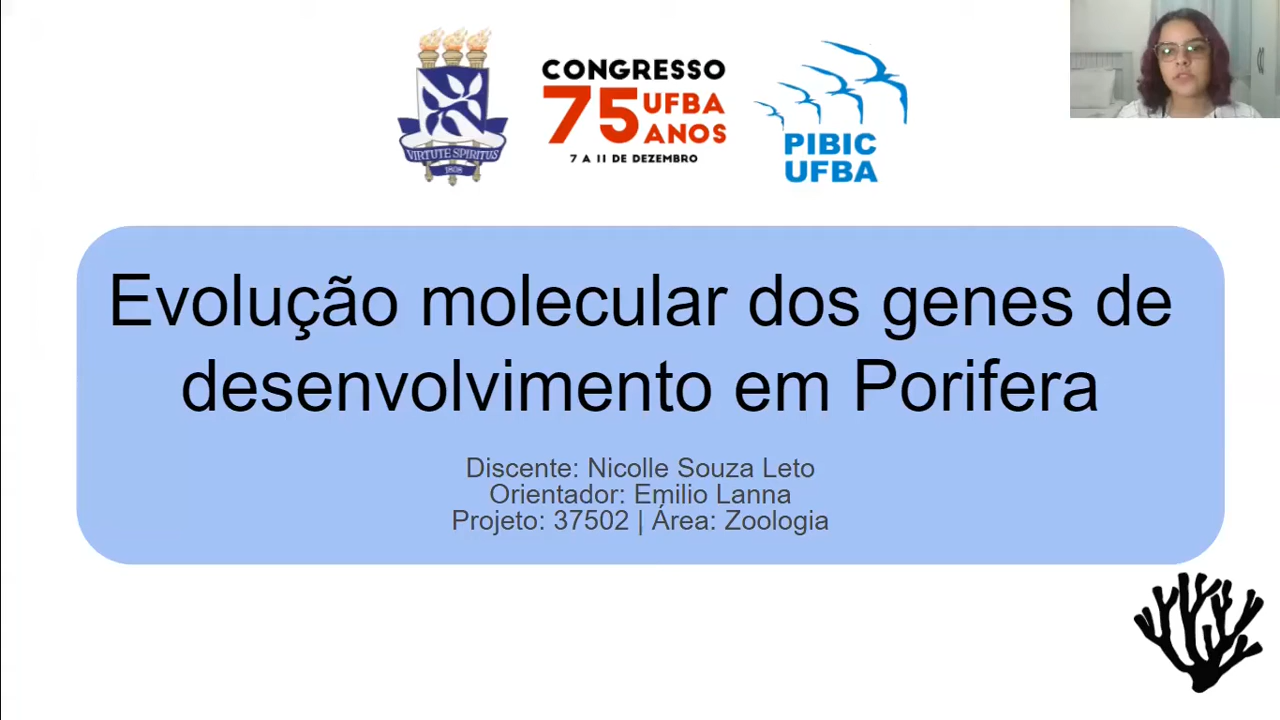 VIRTUTE SPIRITUS
1808
CONGRESSO
75 UFBA
ANOS
7 A 11 DE DEZEMBRO
PIBIC
UFBA
Evolução molecular dos genes de
desenvolvimento em Porifera
Discente: Nicolle Souza Leto
Orientador: Emilio Lanna
Projeto: 37502 | Área: Zoologia